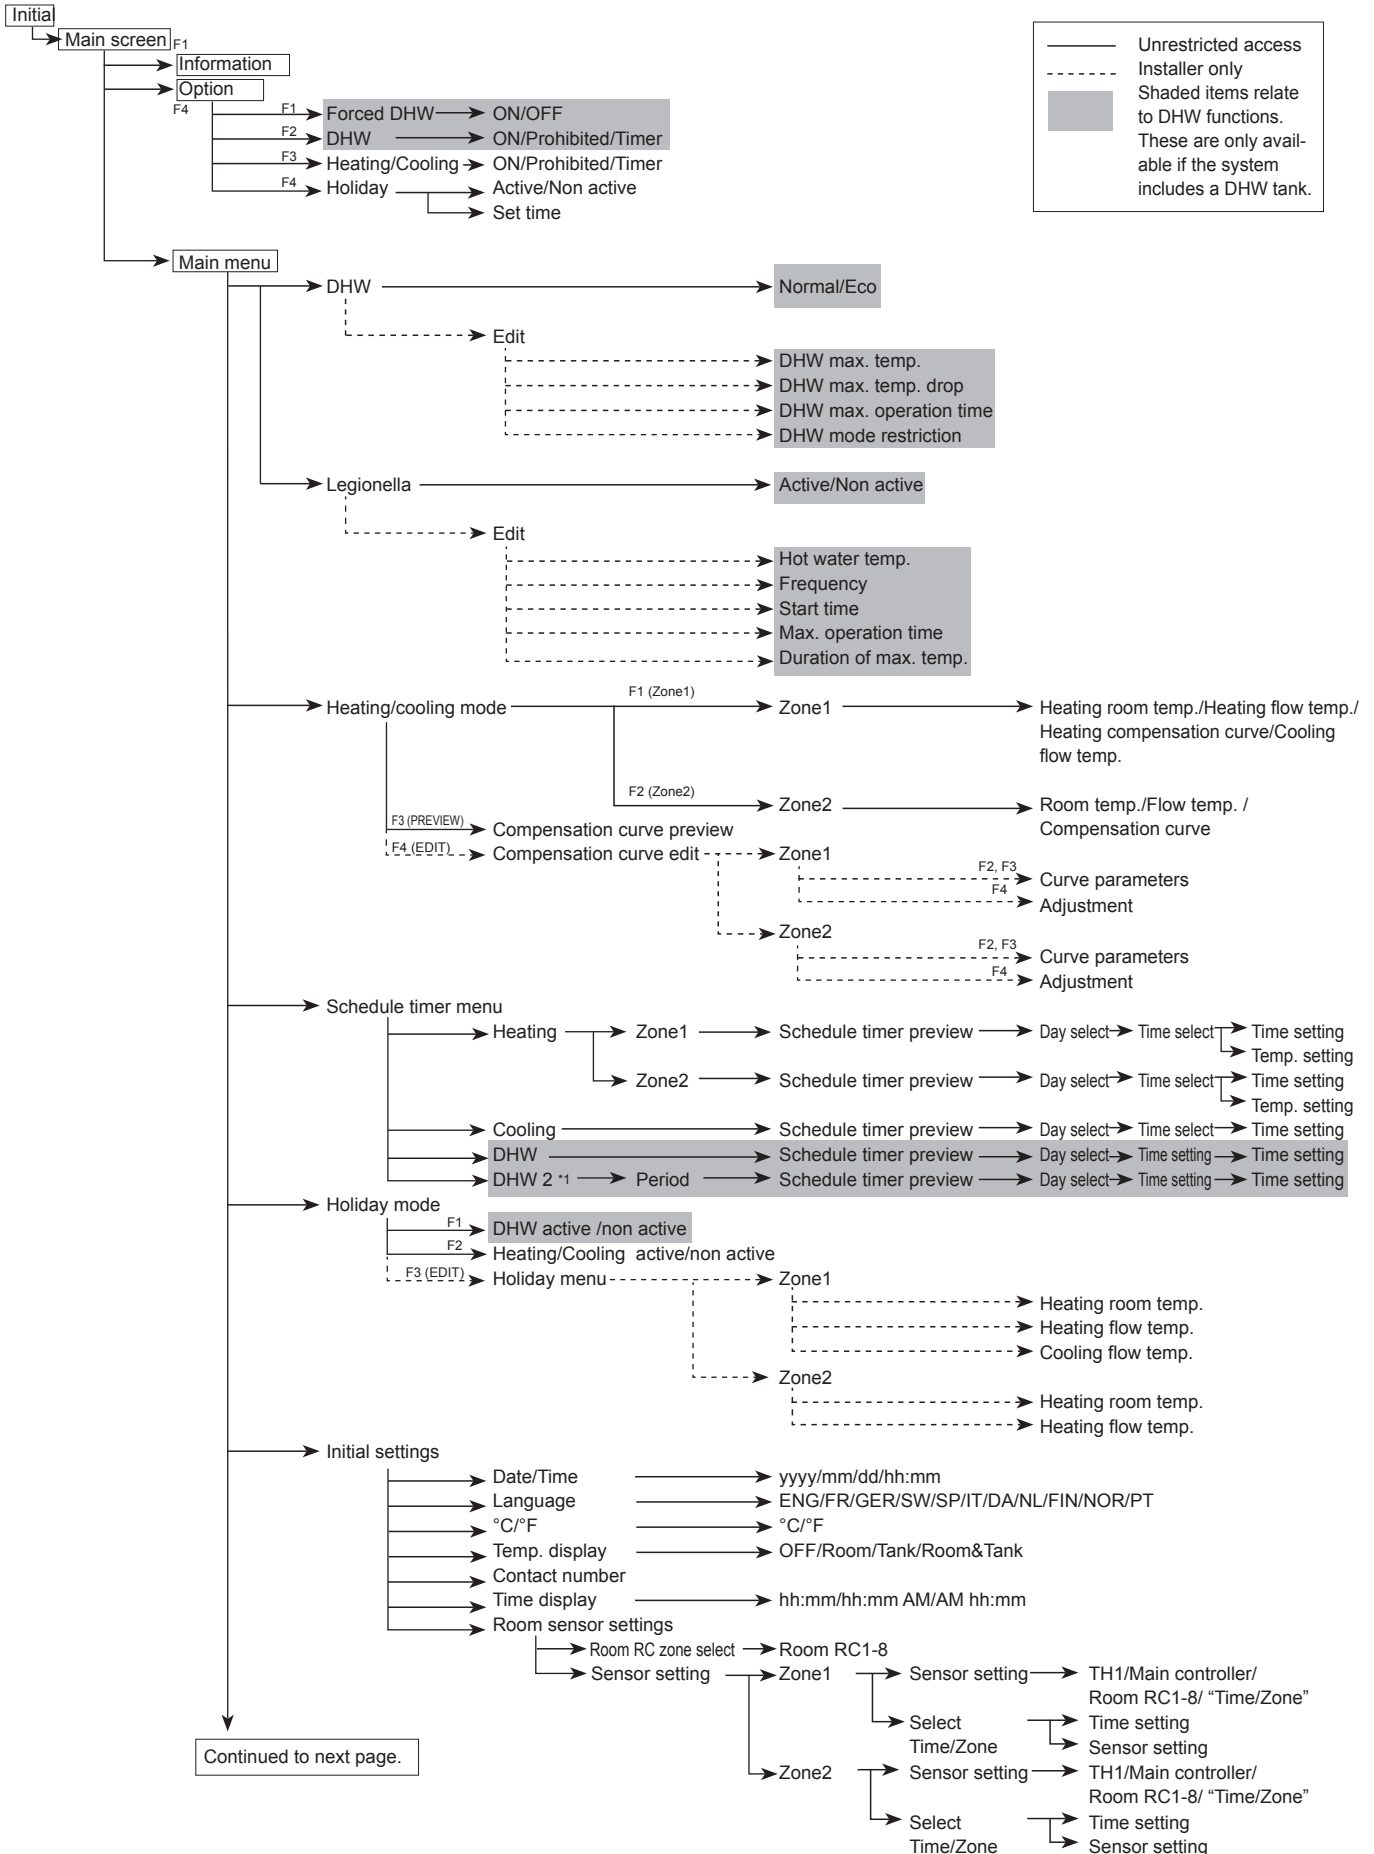 Initial
Main screen F1
Information
Option
F4
F1 Forced DHW ON/OFF
F2 DHW ON/Prohibited/Timer
F3 Heating/Cooling ON/Prohibited/Timer
F4 Holiday Active/Non active
Set time
Unrestricted access
Installer only
Shaded items relate
to DHW functions.
These are only avail-
able if the system
includes a DHW tank.
Main menu
DHW Normal/Eco
Edit
DHW max. temp.
DHW max. temp. drop
DHW max. operation time
DHW mode restriction
Legionella Active/Non active
Edit
Hot water temp.
Frequency
Start time
Max. operation time
Duration of max. temp.
Heating/cooling mode F1 (Zone1) Zone1 Heating room temp./Heating flow temp./
Heating compensation curve/Cooling
flow temp.
F2 (Zone2) Zone2 Room temp./Flow temp. /
Compensation curve
F3 (PREVIEW) Compensation curve preview
F4 (EDIT) Compensation curve edit Zone1
F2, F3 Curve parameters
F4 Adjustment
Zone2
F2, F3 Curve parameters
F4 Adjustment
Schedule timer menu
Heating Zone1 Schedule timer preview Day select Time select Time setting
Temp. setting
Zone2 Schedule timer preview Day select Time select Time setting
Temp. setting
Cooling Schedule timer preview Day select Time select Time setting
DHW Schedule timer preview Day select Time setting Time setting
DHW 2 *1 Period Schedule timer preview Day select Time setting Time setting
Holiday mode
F1 DHW active /non active
F2 Heating/Cooling active/non active
F3 (EDIT) Holiday menu Zone1
Heating room temp.
Heating flow temp.
Cooling flow temp.
Zone2
Heating room temp.
Heating flow temp.
Initial settings
Date/Time yyyy/mm/dd/hh:mm
Language ENG/FR/GER/SW/SP/IT/DA/NL/FIN/NOR/PT
°C/°F °C/°F
Temp. display OFF/Room/Tank/Room&Tank
Contact number
Time display hh:mm/hh:mm AM/AM hh:mm
Room sensor settings
Room RC zone select Room RC1-8
Sensor setting Zone1 Sensor setting TH1/Main controller/
Room RC1-8/ “Time/Zone”
Select Time setting
Time/Zone Sensor setting
Zone2 Sensor setting TH1/Main controller/
Room RC1-8/ “Time/Zone”
Select Time setting
Time/Zone Sensor setting
Continued to next page.